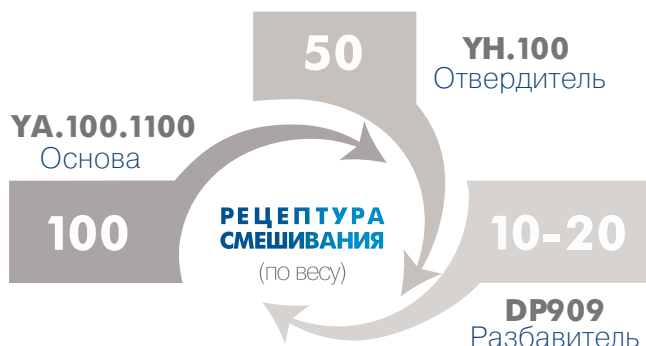 YA.100.1100
Основа
100
50
YH.100
Отвердитель
РЕЦЕПТУРА
СМЕШИВАНИЯ
(по весу)
10-20
DP909
Разбавитель